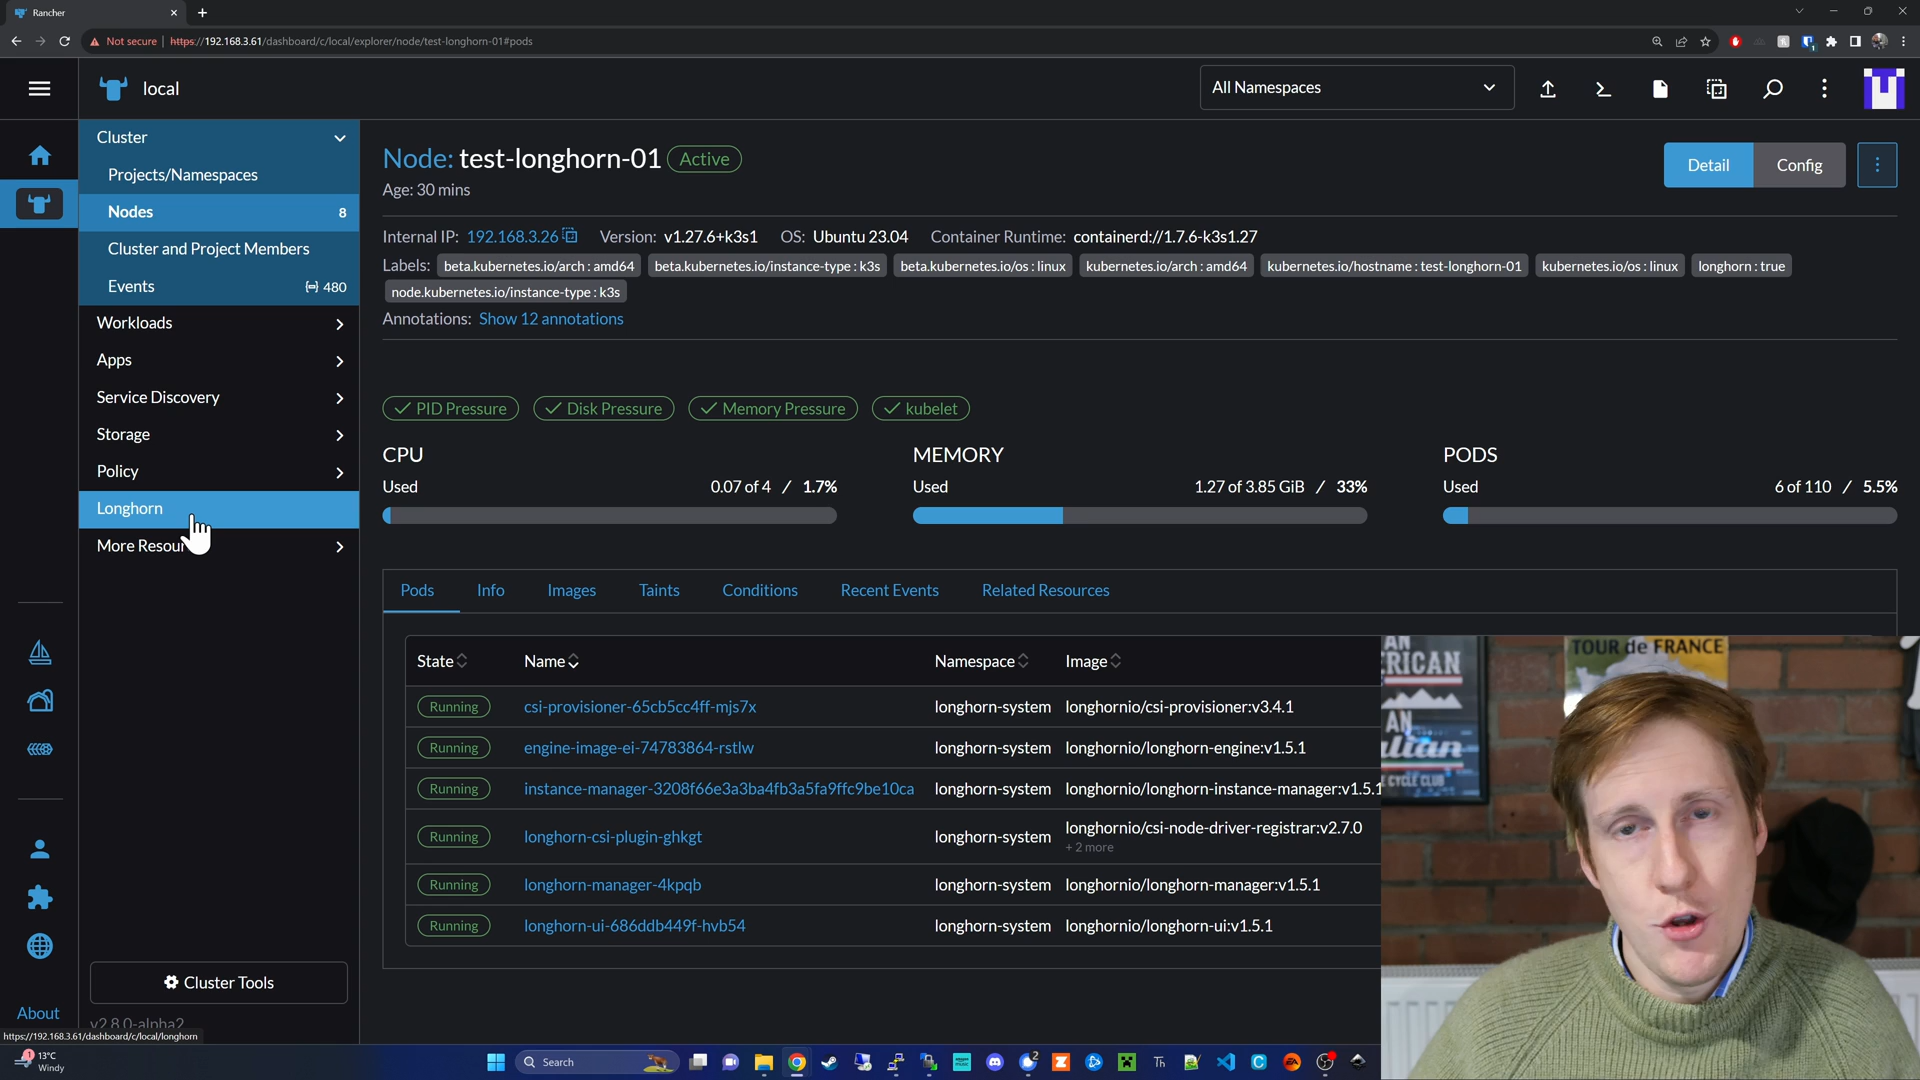 Rancher
Not secure | https://192.168.3.61/dashboard/c/local/explorer/node/test-longhorn-01#pods
local
All Namespaces
Cluster
Projects/Namespaces
Nodes 8
Cluster and Project Members
Events 480
Workloads
Apps
Service Discovery
Storage
Policy
Longhorn
More Resour
Cluster Tools
About
v2.8.0-alpha2
https://192.168.3.61/dashboard/c/local/longhorn
Node: test-longhorn-01 Active
Age: 30 mins
Detail Config
Internal IP: 192.168.3.26 Version: v1.27.6+k3s1 OS: Ubuntu 23.04 Container Runtime: containerd://1.7.6-k3s1.27
Labels: beta.kubernetes.io/arch : amd64 beta.kubernetes.io/instance-type : k3s beta.kubernetes.io/os : linux kubernetes.io/arch : amd64 kubernetes.io/hostname : test-longhorn-01 kubernetes.io/os : linux longhorn : true
node.kubernetes.io/instance-type : k3s
Annotations: Show 12 annotations
PID Pressure Disk Pressure Memory Pressure kubelet
CPU MEMORY PODS
Used 0.07 of 4 / 1.7% Used 1.27 of 3.85 GiB / 33% Used 6 of 110 / 5.5%
Pods Info Images Taints Conditions Recent Events Related Resources
State Name Namespace Image
Running csi-provisioner-65cb5cc4ff-mjs7x longhorn-system longhornio/csi-provisioner:v3.4.1
Running engine-image-ei-74783864-rstlw longhorn-system longhornio/longhorn-engine:v1.5.1
Running instance-manager-3208f66e3a3ba4fb3a5fa9ffc9be10ca longhorn-system longhornio/longhorn-instance-manager:v1.5.1
Running longhorn-csi-plugin-ghkgt longhorn-system longhornio/csi-node-driver-registrar:v2.7.0
+ 2 more
Running longhorn-manager-4kpqb longhorn-system longhornio/longhorn-manager:v1.5.1
Running longhorn-ui-686ddb449f-hvb54 longhorn-system longhornio/longhorn-ui:v1.5.1
AN
ERICAN
AN
alian
E CYCLE CLUB
TOUR de FRANCE
1
13°C
Windy
Search
2
Th
C
EA